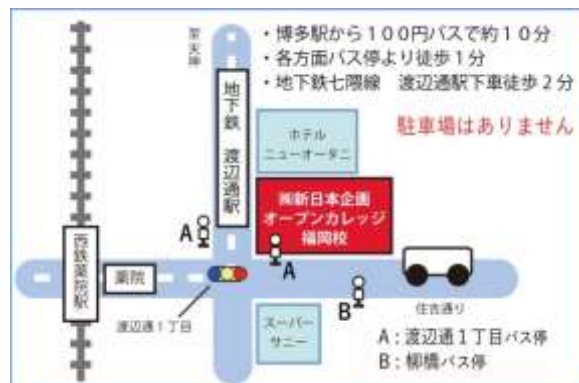 至天神
・博多駅から１００円バスで約１０分
・各方面バス停より徒歩１分
・地下鉄七隈線　渡辺通駅下車徒歩２分
駐車場はありません
地下鉄　渡辺通駅
ホテル
ニューオータニ
㈱新日本企画
オープンカレッジ
福岡校
A
A
西鉄薬院駅
薬院
渡辺通１丁目
B
住吉通り
スーパー
サニー
A：渡辺通１丁目バス停
B：柳橋バス停